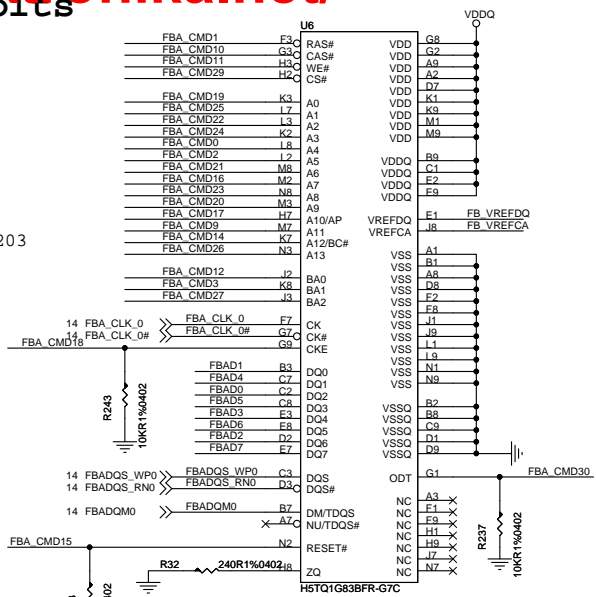 bits
U6
VDDQ
FBA_CMD1 F3 RAS# VDD G8
FBA_CMD10 G3 CAS# VDD G2
FBA_CMD11 H3 WE# VDD A9
FBA_CMD29 H2 CS# VDD A2
VDD D7
FBA_CMD19 K3 A0 VDD K1
FBA_CMD25 L7 A1 VDD K9
FBA_CMD22 L3 A2 VDD M1
FBA_CMD24 K2 A3 VDD M9
FBA_CMD0 L8 A4
FBA_CMD2 L2 A5 VDDQ B9
FBA_CMD21 M8 A6 VDDQ C1
FBA_CMD16 M2 A7 VDDQ E2
FBA_CMD23 N8 A8 VDDQ E9
FBA_CMD20 M3 A9
FBA_CMD17 H7 A10/AP VREFDQ E1 FB_VREFDQ
FBA_CMD9 M7 A11 VREFCA J8 FB_VREFCA
FBA_CMD14 K7 A12/BC#
FBA_CMD26 N3 A13 VSS A1
203
VSS B1
FBA_CMD12 J2 BA0 VSS A8
FBA_CMD3 K8 BA1 VSS D8
FBA_CMD27 J3 BA2 VSS F2
VSS F8
14 FBA_CLK_0 FBA_CLK_0 F7 CK VSS J1
14 FBA_CLK_0# FBA_CLK_0# G7 CK# VSS J9
FBA_CMD18 G9 CKE VSS L1
VSS L9
FBAD1 B3 DQ0 VSS N1
FBAD4 C7 DQ1 VSS N9
FBAD0 C2 DQ2
FBAD5 C8 DQ3 VSSQ B2
FBAD3 E3 DQ4 VSSQ B8
FBAD6 E8 DQ5 VSSQ C9
FBAD2 D2 DQ6 VSSQ D1
FBAD7 E7 DQ7 VSSQ D9
R243
10KR1%0402
14 FBADQS_WP0 FBADQS_WP0 C3 DQS ODT G1 FBA_CMD30
14 FBADQS_RN0 FBADQS_RN0 D3 DQS#
14 FBADQM0 FBADQM0 B7 DM/TDQS NC A3
A7 NU/TDQS# NC F1
NC F9
NC H1
FBA_CMD15 N2 RESET# NC H9
NC J7
R32 240R1%0402 H8 ZQ NC N7
R237
10KR1%0402
H5TQ1G83BFR-G7C